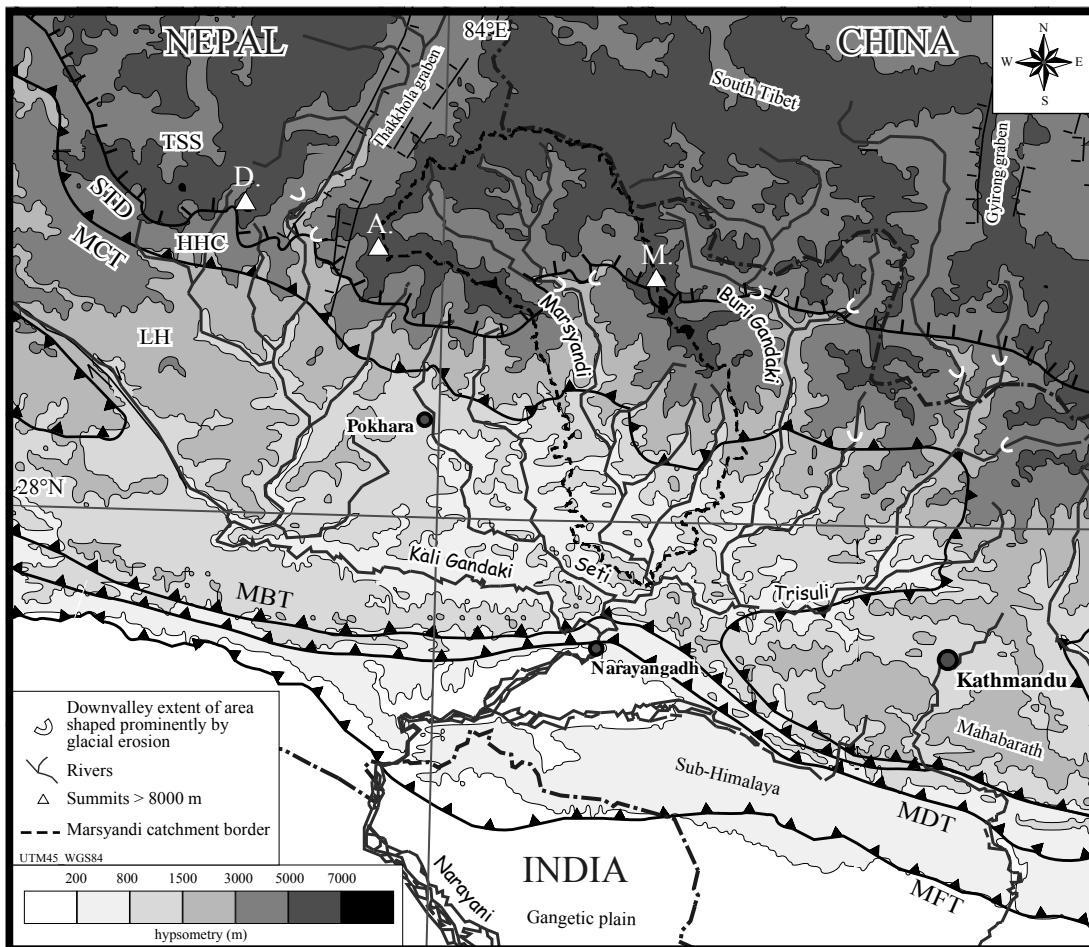 NEPAL
84°E
CHINA
N
W E
S
South Tibet
Thakkhola graben
Gyirong graben
TSS
D.
STD
A.
HHC
MCT
M.
Marsyandi
Buri Gandaki
LH
Pokhara
28°N
Kali Gandaki
Seti
Trisuli
MBT
Narayangadh
Kathmandu
Mahabarath
Sub-Himalaya
MDT
MFT
INDIA
Gangetic plain
Narayani
Downvalley extent of area
shaped prominently by
glacial erosion
Rivers
Summits > 8000 m
Marsyandi catchment border
UTM45_WGS84
200 800 1500 3000 5000 7000
hypsometry (m)